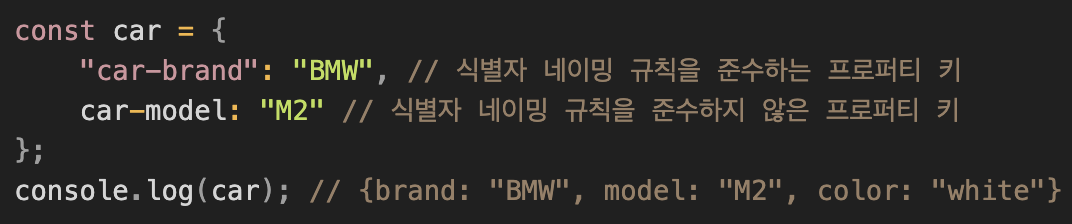 const car = {
"car-brand": "BMW", // 식별자 네이밍 규칙을 준수하는 프로퍼티 키
car-model: "M2" // 식별자 네이밍 규칙을 준수하지 않은 프로퍼티 키
};
console.log(car); // {brand: "BMW", model: "M2", color: "white"}